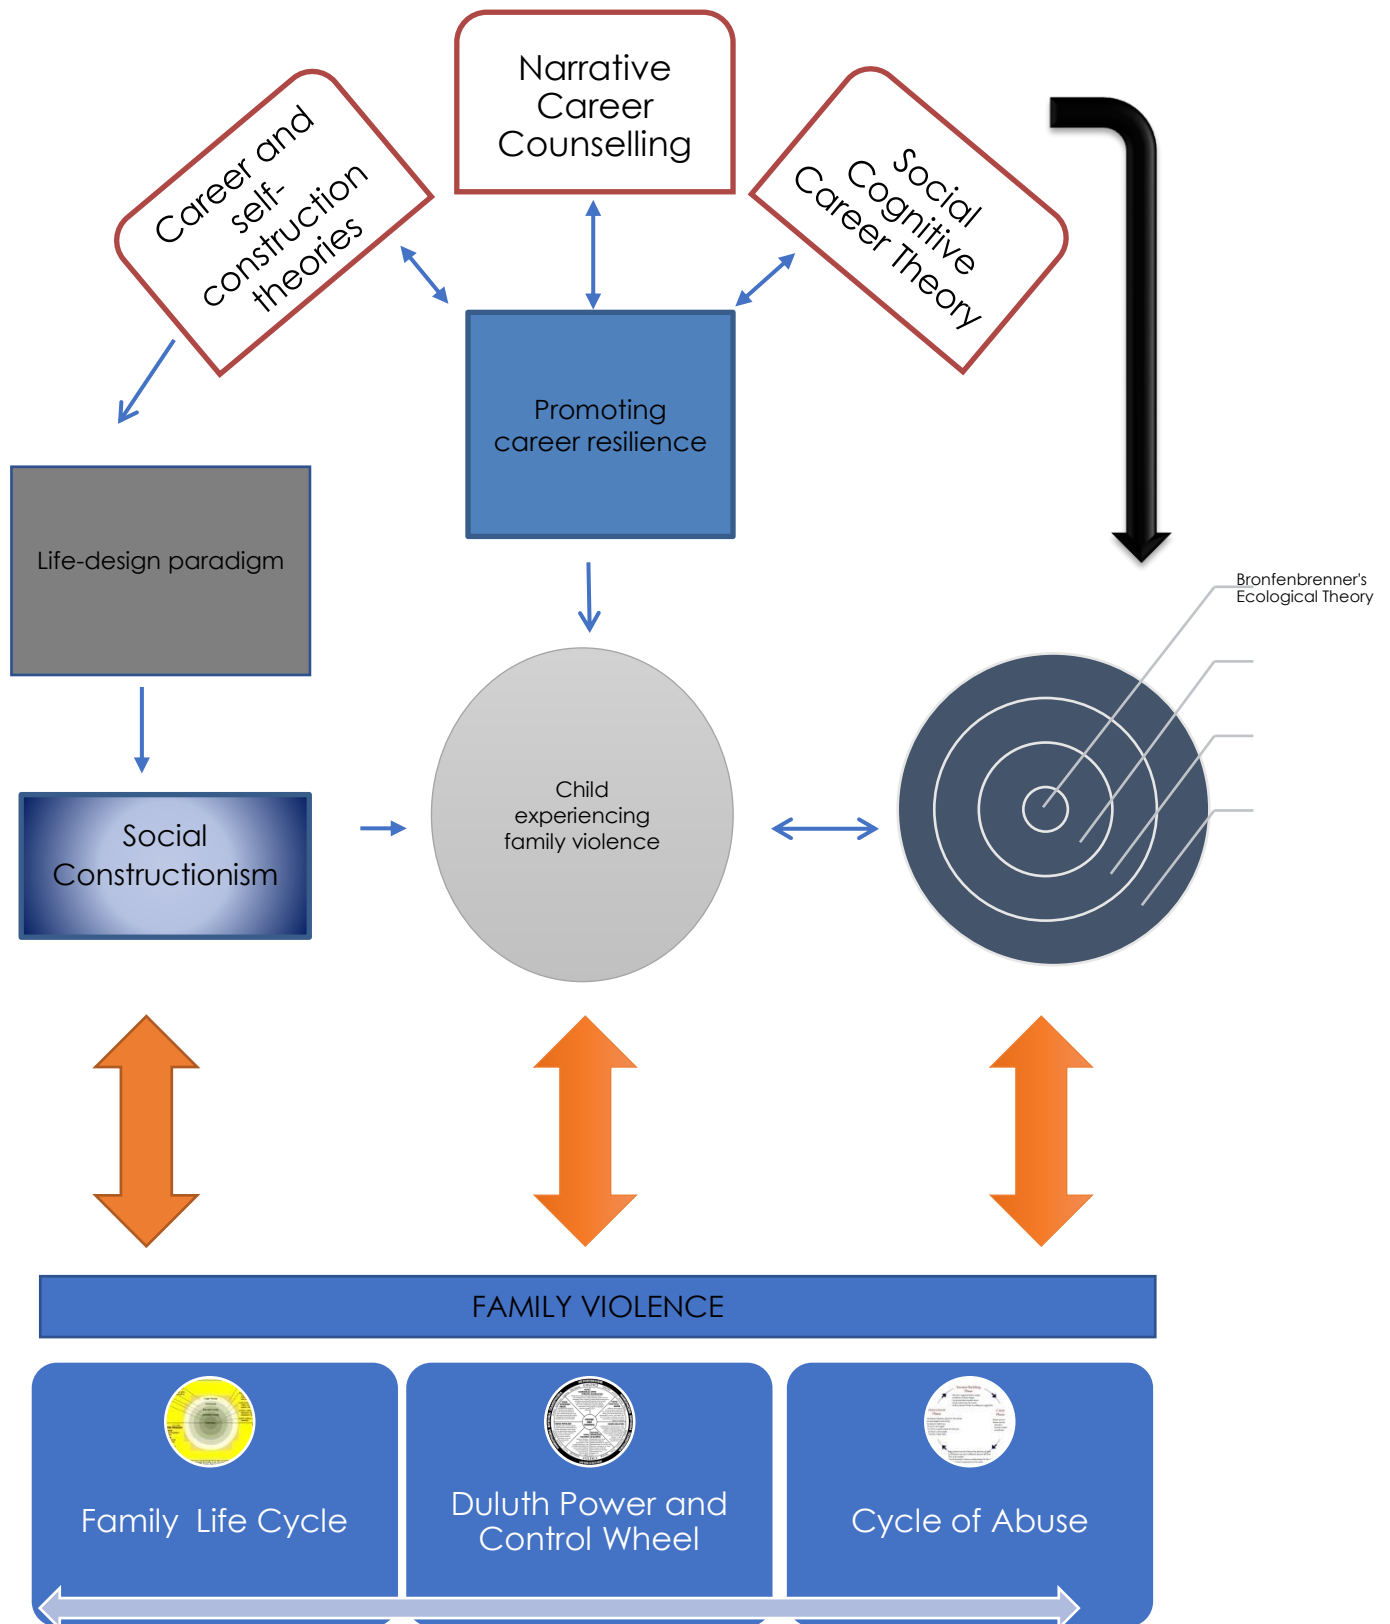 Narrative
Career
Counselling
Career and
self-
construction
theories
Social
Cognitive
Career Theory
Promoting
career resilience
Life-design paradigm
Bronfenbrenner's
Ecological Theory
Social
Constructionism
Child
experiencing
family violence
FAMILY VIOLENCE
Family Life Cycle
Duluth Power and
Control Wheel
Cycle of Abuse